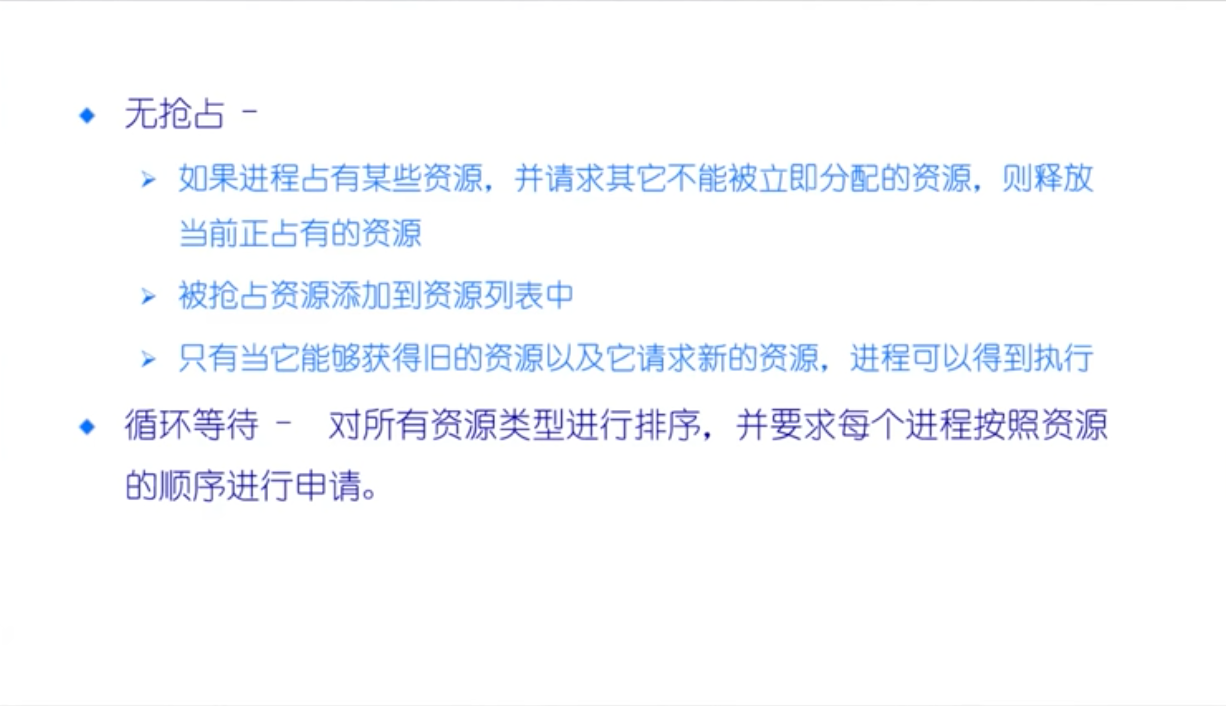 无抢占 -
如果进程占有某些资源，并请求其它不能被立即分配的资源，则释放
当前正占有的资源
被抢占资源添加到资源列表中
只有当它能够获得旧的资源以及它请求新的资源，进程可以得到执行
循环等待 - 对所有资源类型进行排序，并要求每个进程按照资源
的顺序进行申请。